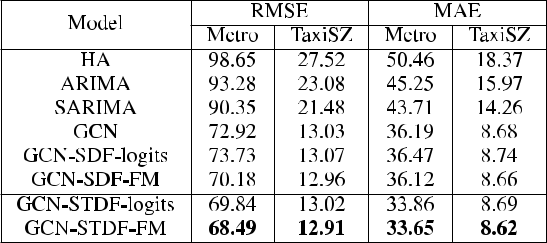 Model RMSE MAE
Metro TaxiSZ Metro TaxiSZ
HA 98.65 27.52 50.46 18.37
ARIMA 93.28 23.08 45.25 15.97
SARIMA 90.35 21.48 43.71 14.26
GCN 72.92 13.03 36.19 8.68
GCN-SDF-logits 73.73 13.07 36.47 8.74
GCN-SDF-FM 70.18 12.96 36.12 8.66
GCN-STDF-logits 69.84 13.02 33.86 8.69
GCN-STDF-FM 68.49 12.91 33.65 8.62